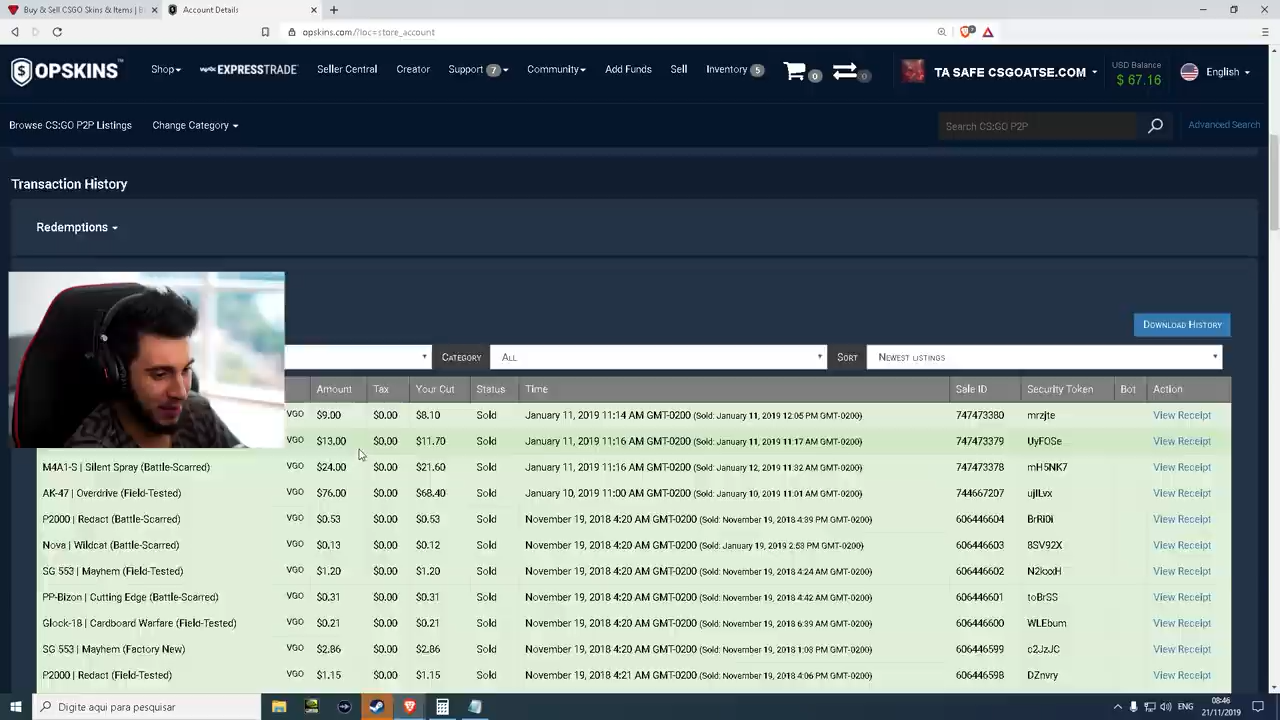 Buy & Sell CSGO Skins & Items | B
Account Details
opskins.com/?loc=store_account
OPSKINS™
Shop
EXPRESSTRADE
Seller Central
Creator
Support 7
Community
Add Funds
Sell
Inventory 5
0
0
TA SAFE CSGOATSE.COM
USD Balance
$ 67.16
English
Browse CS:GO P2P Listings
Change Category
Search CS:GO P2P
Advanced Search
Transaction History
Redemptions
Download History
Category
All
Sort
Newest listings
Amount Tax Your Cut Status Time Sale ID Security Token Bot Action
VGO $9.00 $0.00 $8.10 Sold January 11, 2019 11:14 AM GMT-0200 (Sold: January 11, 2019 12:05 PM GMT-0200) 747473380 mrzjte View Receipt
VGO $13.00 $0.00 $11.70 Sold January 11, 2019 11:16 AM GMT-0200 (Sold: January 11, 2019 11:17 AM GMT-0200) 747473379 UyFOSe View Receipt
M4A1-S | Silent Spray (Battle-Scarred) VGO $24.00 $0.00 $21.60 Sold January 11, 2019 11:16 AM GMT-0200 (Sold: January 12, 2019 11:32 AM GMT-0200) 747473378 mH5NK7 View Receipt
AK-47 | Overdrive (Field-Tested) VGO $76.00 $0.00 $68.40 Sold January 10, 2019 11:00 AM GMT-0200 (Sold: January 10, 2019 11:01 AM GMT-0200) 744667207 ujILvx View Receipt
P2000 | Redact (Battle-Scarred) VGO $0.53 $0.00 $0.53 Sold November 19, 2018 4:20 AM GMT-0200 (Sold: November 19, 2018 4:39 PM GMT-0200) 606446604 BrRi0i View Receipt
Nova | Wildcat (Battle-Scarred) VGO $0.13 $0.00 $0.12 Sold November 19, 2018 4:20 AM GMT-0200 (Sold: January 19, 2019 2:53 PM GMT-0200) 606446603 8SV92X View Receipt
SG 553 | Mayhem (Field-Tested) VGO $1.20 $0.00 $1.20 Sold November 19, 2018 4:20 AM GMT-0200 (Sold: November 19, 2018 4:24 AM GMT-0200) 606446602 N2kxxH View Receipt
PP-Bizon | Cutting Edge (Battle-Scarred) VGO $0.31 $0.00 $0.31 Sold November 19, 2018 4:20 AM GMT-0200 (Sold: November 19, 2018 4:42 AM GMT-0200) 606446601 toBrSS View Receipt
Glock-18 | Cardboard Warfare (Field-Tested) VGO $0.21 $0.00 $0.21 Sold November 19, 2018 4:20 AM GMT-0200 (Sold: November 19, 2018 6:39 AM GMT-0200) 606446600 WLEbum View Receipt
SG 553 | Mayhem (Factory New) VGO $2.86 $0.00 $2.86 Sold November 19, 2018 4:20 AM GMT-0200 (Sold: November 19, 2018 1:03 PM GMT-0200) 606446599 o2JzJC View Receipt
P2000 | Redact (Field-Tested) VGO $1.15 $0.00 $1.15 Sold November 19, 2018 4:21 AM GMT-0200 (Sold: November 19, 2018 4:06 PM GMT-0200) 606446598 DZnvry View Receipt
Digite aqui para pesquisar
ENG
08:46
21/11/2019